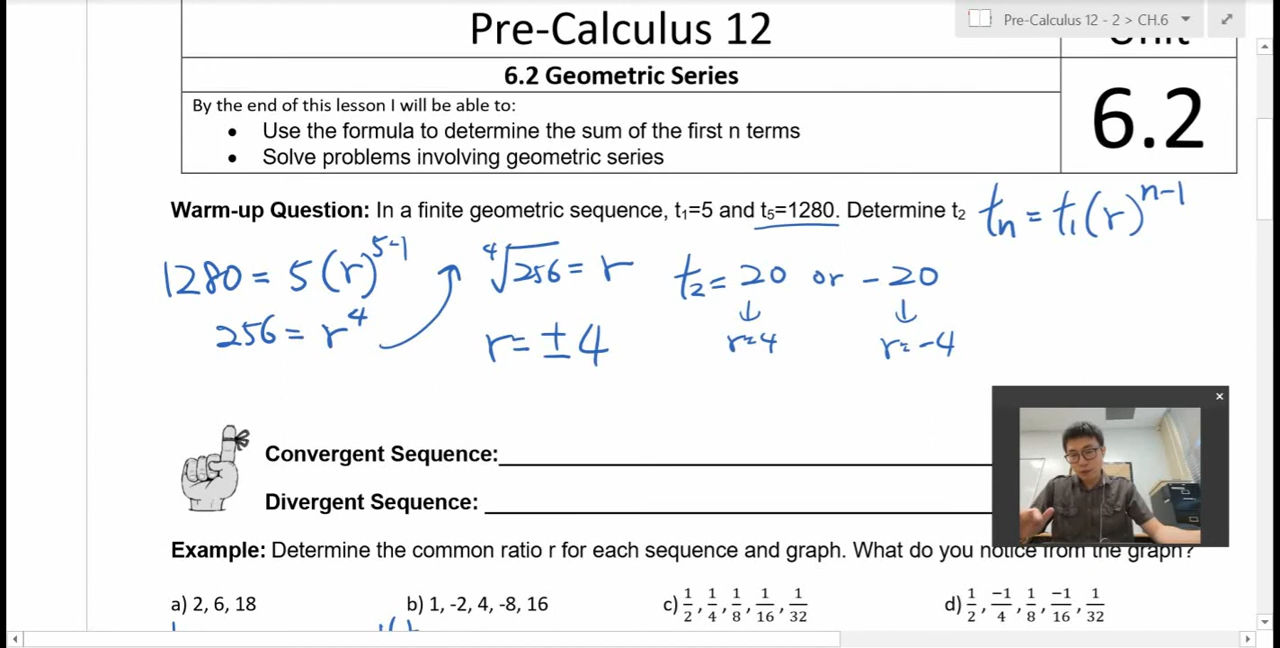 Pre-Calculus 12 - 2 > CH.6
Pre-Calculus 12
Unit
6.2 Geometric Series
6.2
By the end of this lesson I will be able to:
• Use the formula to determine the sum of the first n terms
• Solve problems involving geometric series
Warm-up Question: In a finite geometric sequence, t₁=5 and t₅=1280. Determine t₂
tₙ = t₁(r)ⁿ⁻¹
1280 = 5(r)⁵⁻¹
256 = r⁴
⁴√256 = r
r = ±4
t₂ = 20 or -20
r=4
r=-4
Convergent Sequence:
Divergent Sequence:
Example: Determine the common ratio r for each sequence and graph. What do you notice from the graph?
a) 2, 6, 18
b) 1, -2, 4, -8, 16
c) 1/2, 1/4, 1/8, 1/16, 1/32
d) 1/2, -1/4, 1/8, -1/16, 1/32